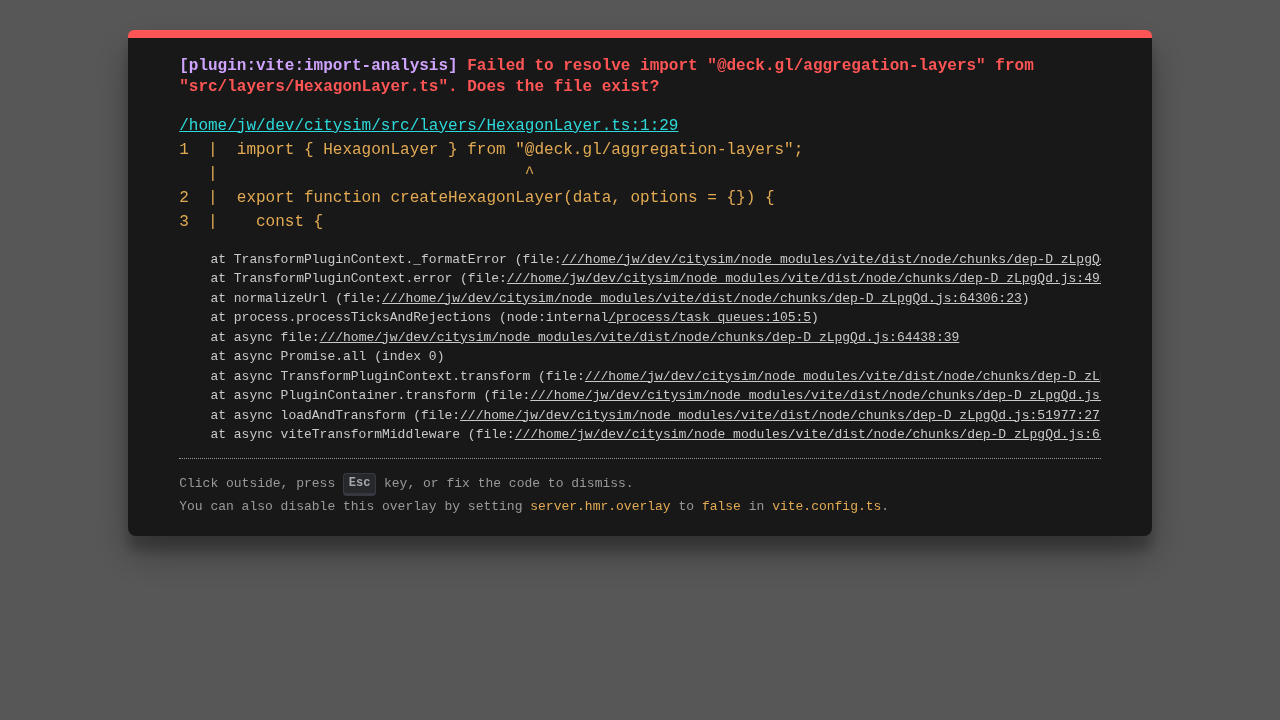 [plugin:vite:import-analysis] Failed to resolve import "@deck.gl/aggregation-layers" from
"src/layers/HexagonLayer.ts". Does the file exist?
/home/jw/dev/citysim/src/layers/HexagonLayer.ts:1:29
1  |  import { HexagonLayer } from "@deck.gl/aggregation-layers";
   |                                ^
2  |  export function createHexagonLayer(data, options = {}) {
3  |    const {
at TransformPluginContext._formatError (file:///home/jw/dev/citysim/node_modules/vite/dist/node/chunks/dep-D_zLpgQ
at TransformPluginContext.error (file:///home/jw/dev/citysim/node_modules/vite/dist/node/chunks/dep-D_zLpgQd.js:49
at normalizeUrl (file:///home/jw/dev/citysim/node_modules/vite/dist/node/chunks/dep-D_zLpgQd.js:64306:23)
at process.processTicksAndRejections (node:internal/process/task_queues:105:5)
at async file:///home/jw/dev/citysim/node_modules/vite/dist/node/chunks/dep-D_zLpgQd.js:64438:39
at async Promise.all (index 0)
at async TransformPluginContext.transform (file:///home/jw/dev/citysim/node_modules/vite/dist/node/chunks/dep-D_zL
at async PluginContainer.transform (file:///home/jw/dev/citysim/node_modules/vite/dist/node/chunks/dep-D_zLpgQd.js
at async loadAndTransform (file:///home/jw/dev/citysim/node_modules/vite/dist/node/chunks/dep-D_zLpgQd.js:51977:27
at async viteTransformMiddleware (file:///home/jw/dev/citysim/node_modules/vite/dist/node/chunks/dep-D_zLpgQd.js:6
Click outside, press Esc key, or fix the code to dismiss.
You can also disable this overlay by setting server.hmr.overlay to false in vite.config.ts.